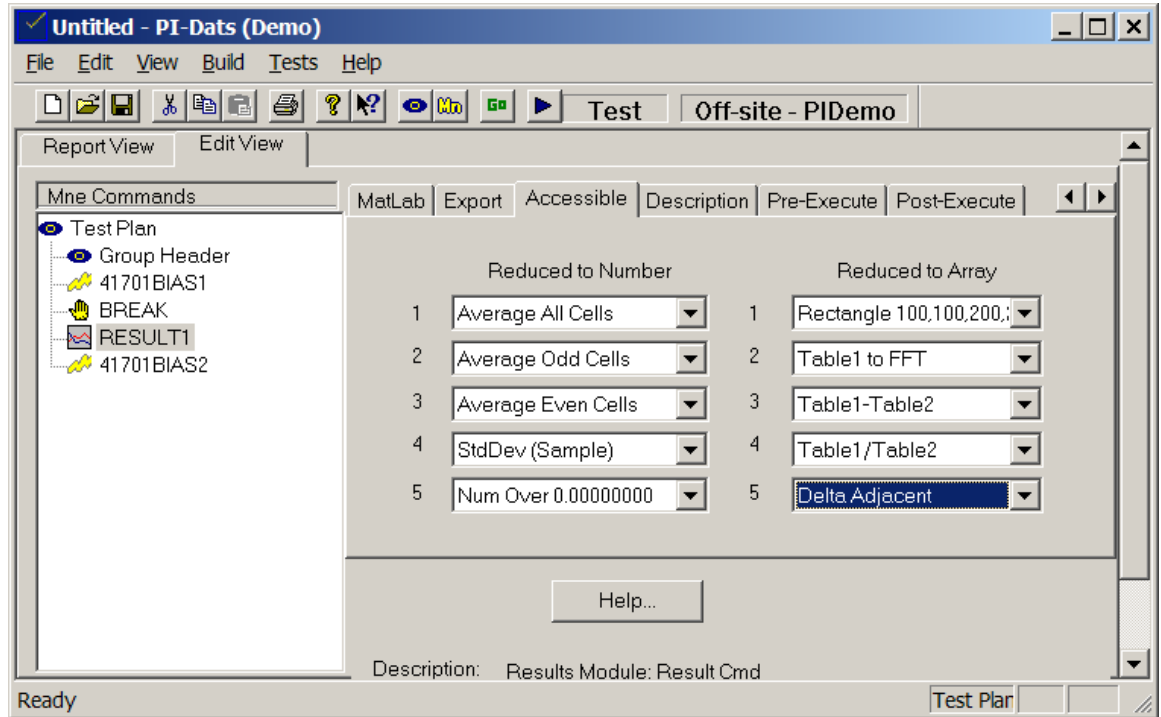 Untitled - PI-Dats (Demo)
File Edit View Build Tests Help
Mn Go Test Off-site - PIDemo
Report View Edit View
Mne Commands
MatLab Export Accessible Description Pre-Execute Post-Execute
Test Plan
Group Header
41701BIAS1
BREAK
RESULT1
41701BIAS2
Reduced to Number Reduced to Array
1 Average All Cells 1 Rectangle 100,100,200,
2 Average Odd Cells 2 Table1 to FFT
3 Average Even Cells 3 Table1-Table2
4 StdDev (Sample) 4 Table1/Table2
5 Num Over 0.00000000 5 Delta Adjacent
Help...
Description: Results Module: Result Cmd
Ready Test Plan